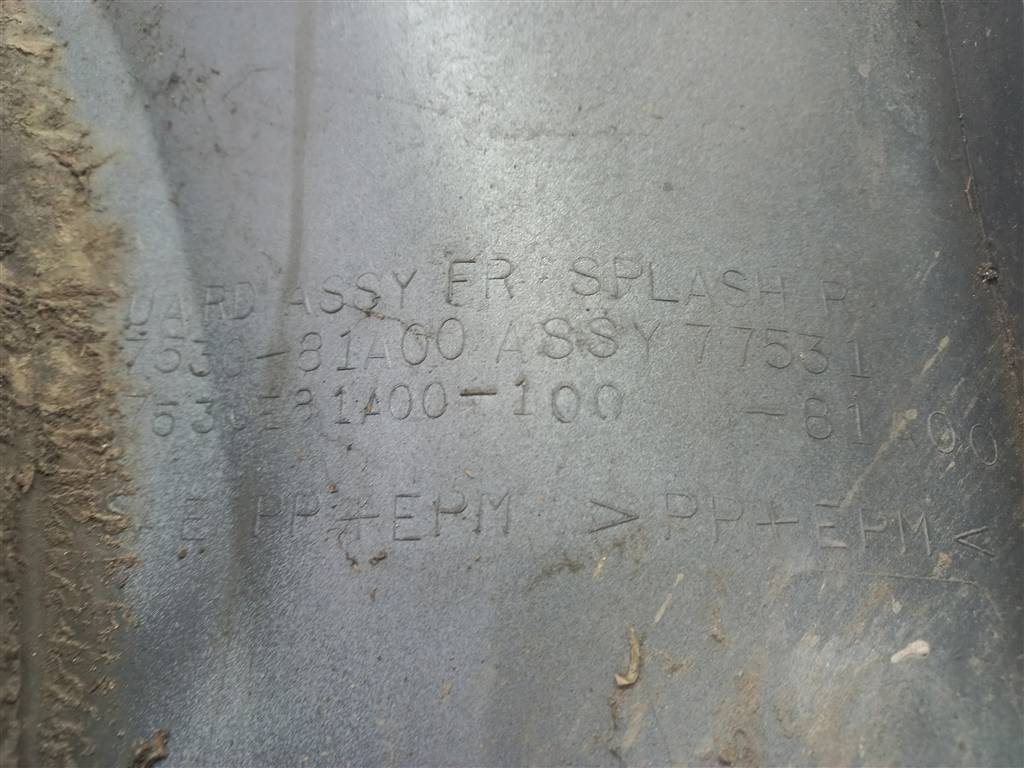 UARD ASSY FR SPLASH R
7530-81A00 ASSY 77531
7530-81A00-100 -81A00
S-E PP+EPM >PP+EPM<